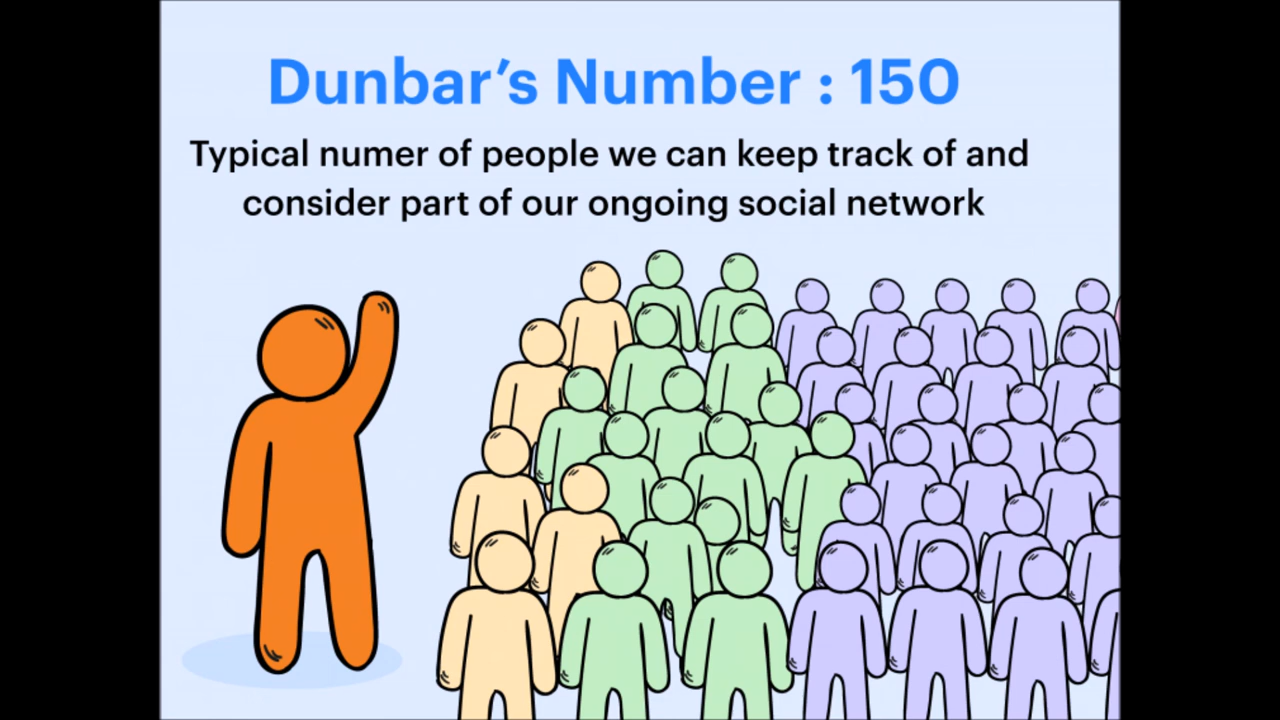 Dunbar’s Number : 150
Typical numer of people we can keep track of and
consider part of our ongoing social network